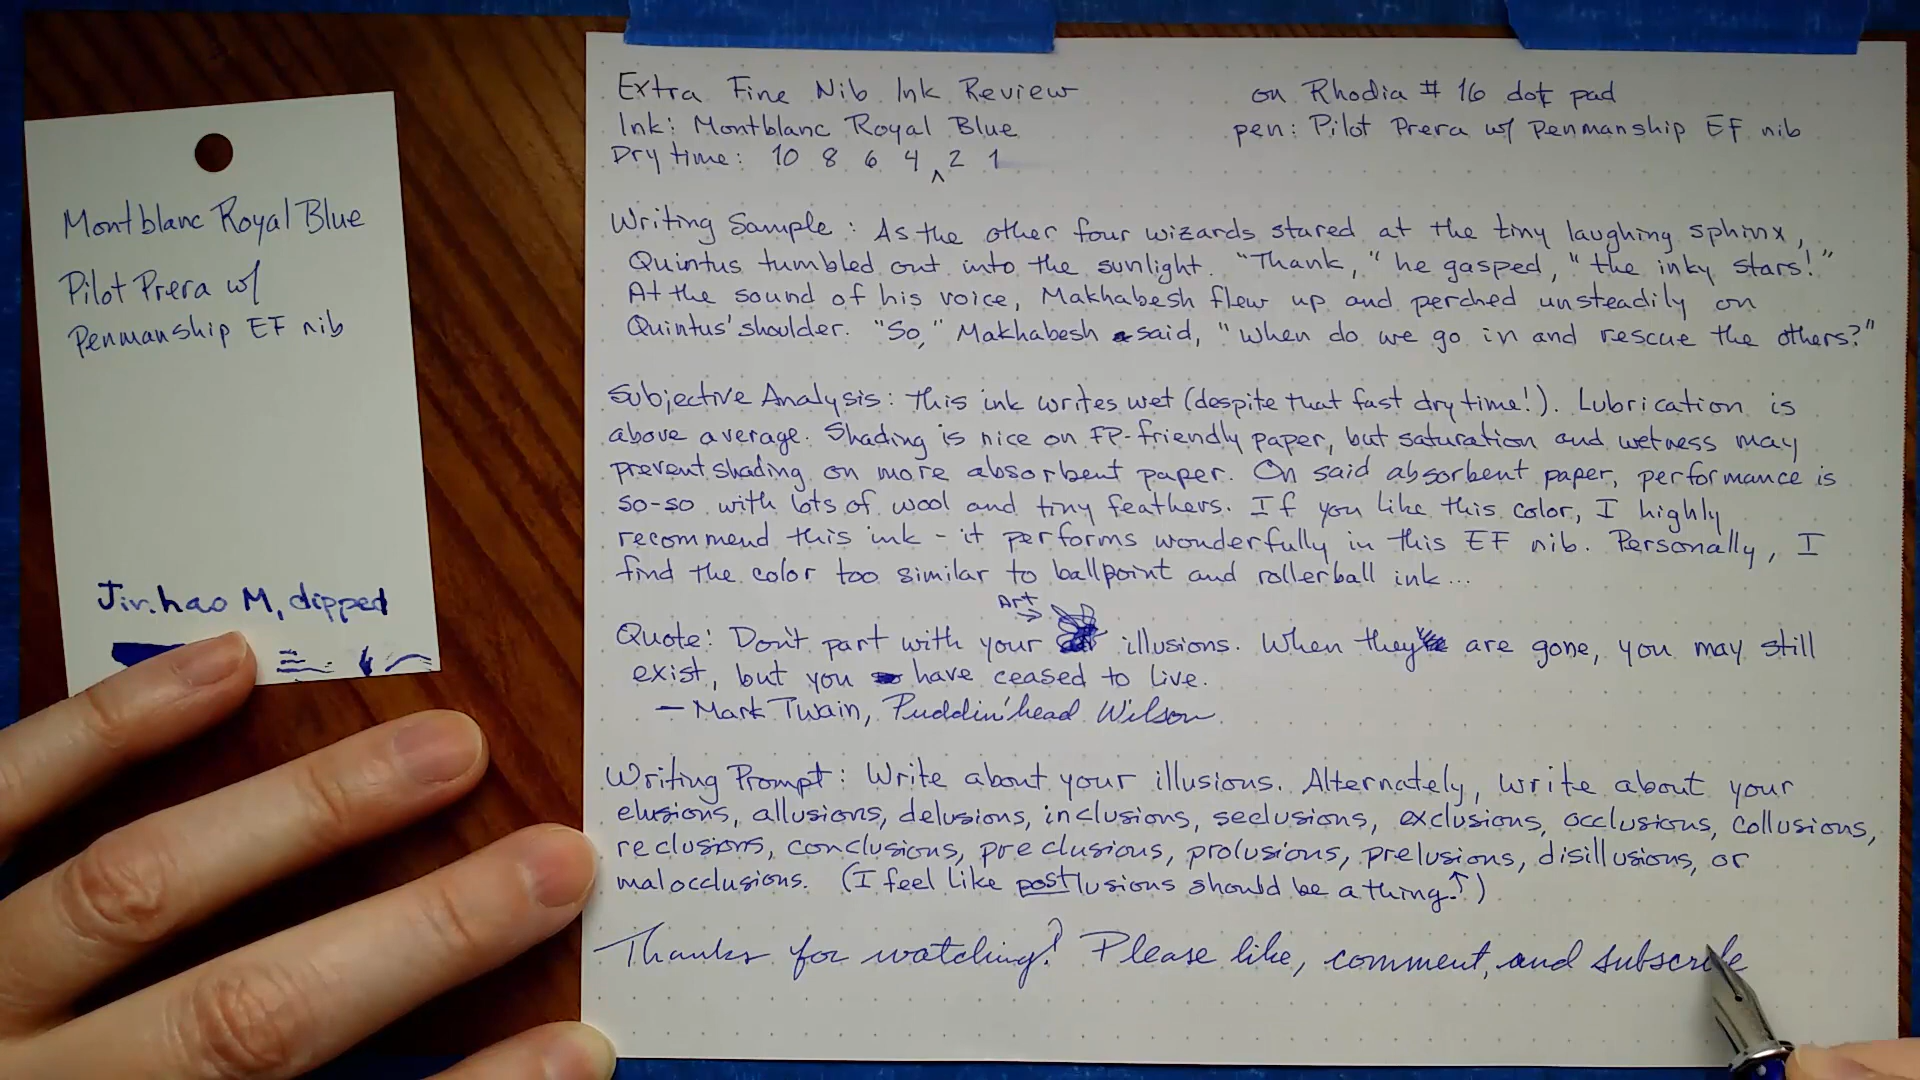 Montblanc Royal Blue
Pilot Prera w/
Penmanship EF nib
Jinhao M, dipped
Extra Fine Nib Ink Review
on Rhodia # 16 dot pad
Ink: Montblanc Royal Blue
pen: Pilot Prera w/ Penmanship EF nib
Dry time: 10 8 6 4 ^ 2 1
Writing Sample: As the other four wizards stared at the tiny laughing sphinx,
Quintus tumbled out into the sunlight. "Thank," he gasped, "the inky stars!"
At the sound of his voice, Makhabesh flew up and perched unsteadily on
Quintus' shoulder. "So," Makhabesh said, "When do we go in and rescue the others?"
Subjective Analysis: This ink writes wet (despite that fast dry time!). Lubrication is
above average. Shading is nice on FP-friendly paper, but saturation and wetness may
prevent shading on more absorbent paper. On said absorbent paper, performance is
so-so with lots of wool and tiny feathers. If you like this color, I highly
recommend this ink - it performs wonderfully in this EF nib. Personally, I
find the color too similar to ballpoint and rollerball ink...
Art →
Quote: Don't part with your illusions. When they are gone, you may still
exist, but you have ceased to live.
— Mark Twain, Puddin'head Wilson
Writing Prompt: Write about your illusions. Alternately, write about your
elusions, allusions, delusions, inclusions, seclusions, exclusions, occlusions, collusions,
reclusions, conclusions, preclusions, prolusions, prelusions, disillusions, or
malocclusions. (I feel like postlusions should be a thing.↑)
Thanks for watching! Please like, comment, and subscribe